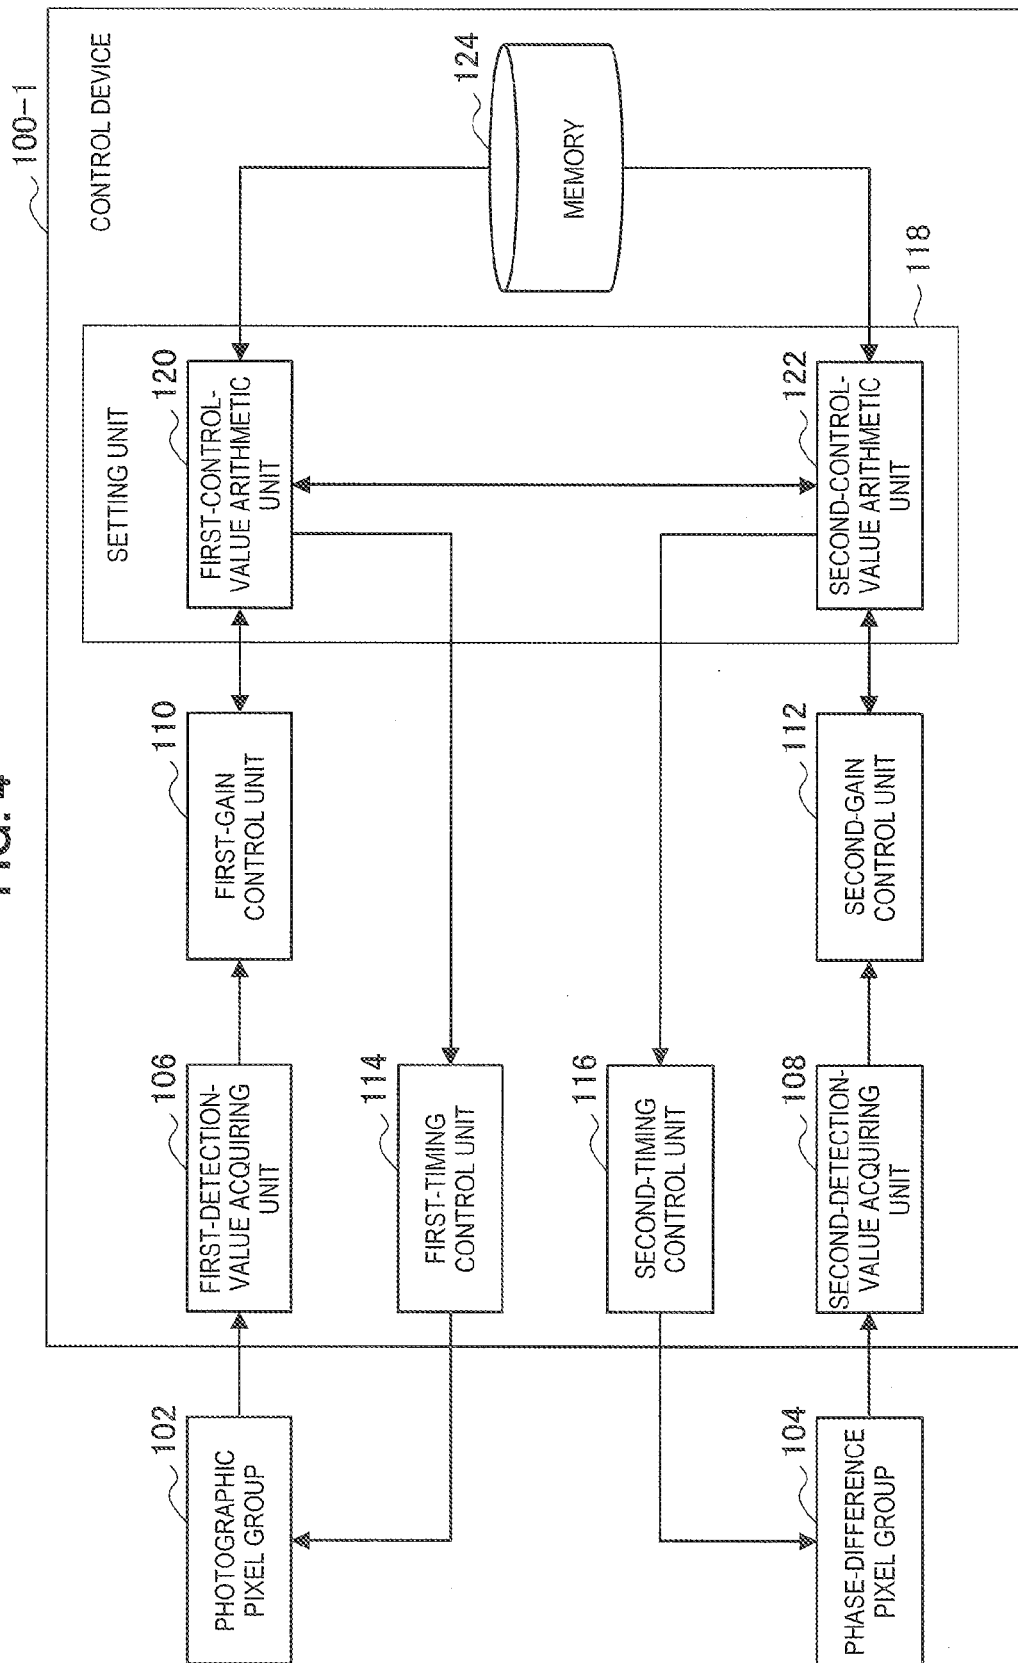 FIG. 4
100-1
CONTROL DEVICE
SETTING UNIT
102
PHOTOGRAPHIC
PIXEL GROUP
106
FIRST-DETECTION-
VALUE ACQUIRING
UNIT
110
FIRST-GAIN
CONTROL UNIT
120
FIRST-CONTROL-
VALUE ARITHMETIC
UNIT
114
FIRST-TIMING
CONTROL UNIT
124
MEMORY
116
SECOND-TIMING
CONTROL UNIT
104
PHASE-DIFFERENCE
PIXEL GROUP
108
SECOND-DETECTION-
VALUE ACQUIRING
UNIT
112
SECOND-GAIN
CONTROL UNIT
122
SECOND-CONTROL-
VALUE ARITHMETIC
UNIT
118